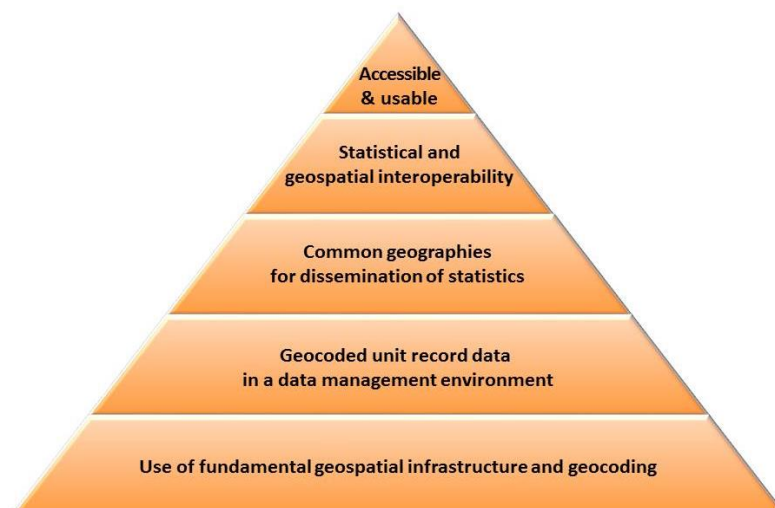 Accessible
& usable
Statistical and
geospatial interoperability
Common geographies
for dissemination of statistics
Geocoded unit record data
in a data management environment
Use of fundamental geospatial infrastructure and geocoding